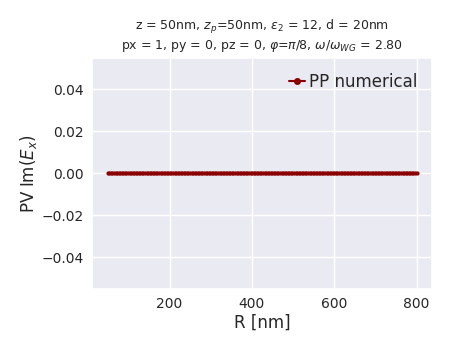 z = 50nm, z_p=50nm, ε_2 = 12, d = 20nm
px = 1, py = 0, pz = 0, φ=π/8, ω/ω_WG = 2.80
PP numerical
0.04
0.02
0.00
−0.02
−0.04
PV Im(E_x)
200 400 600 800
R [nm]